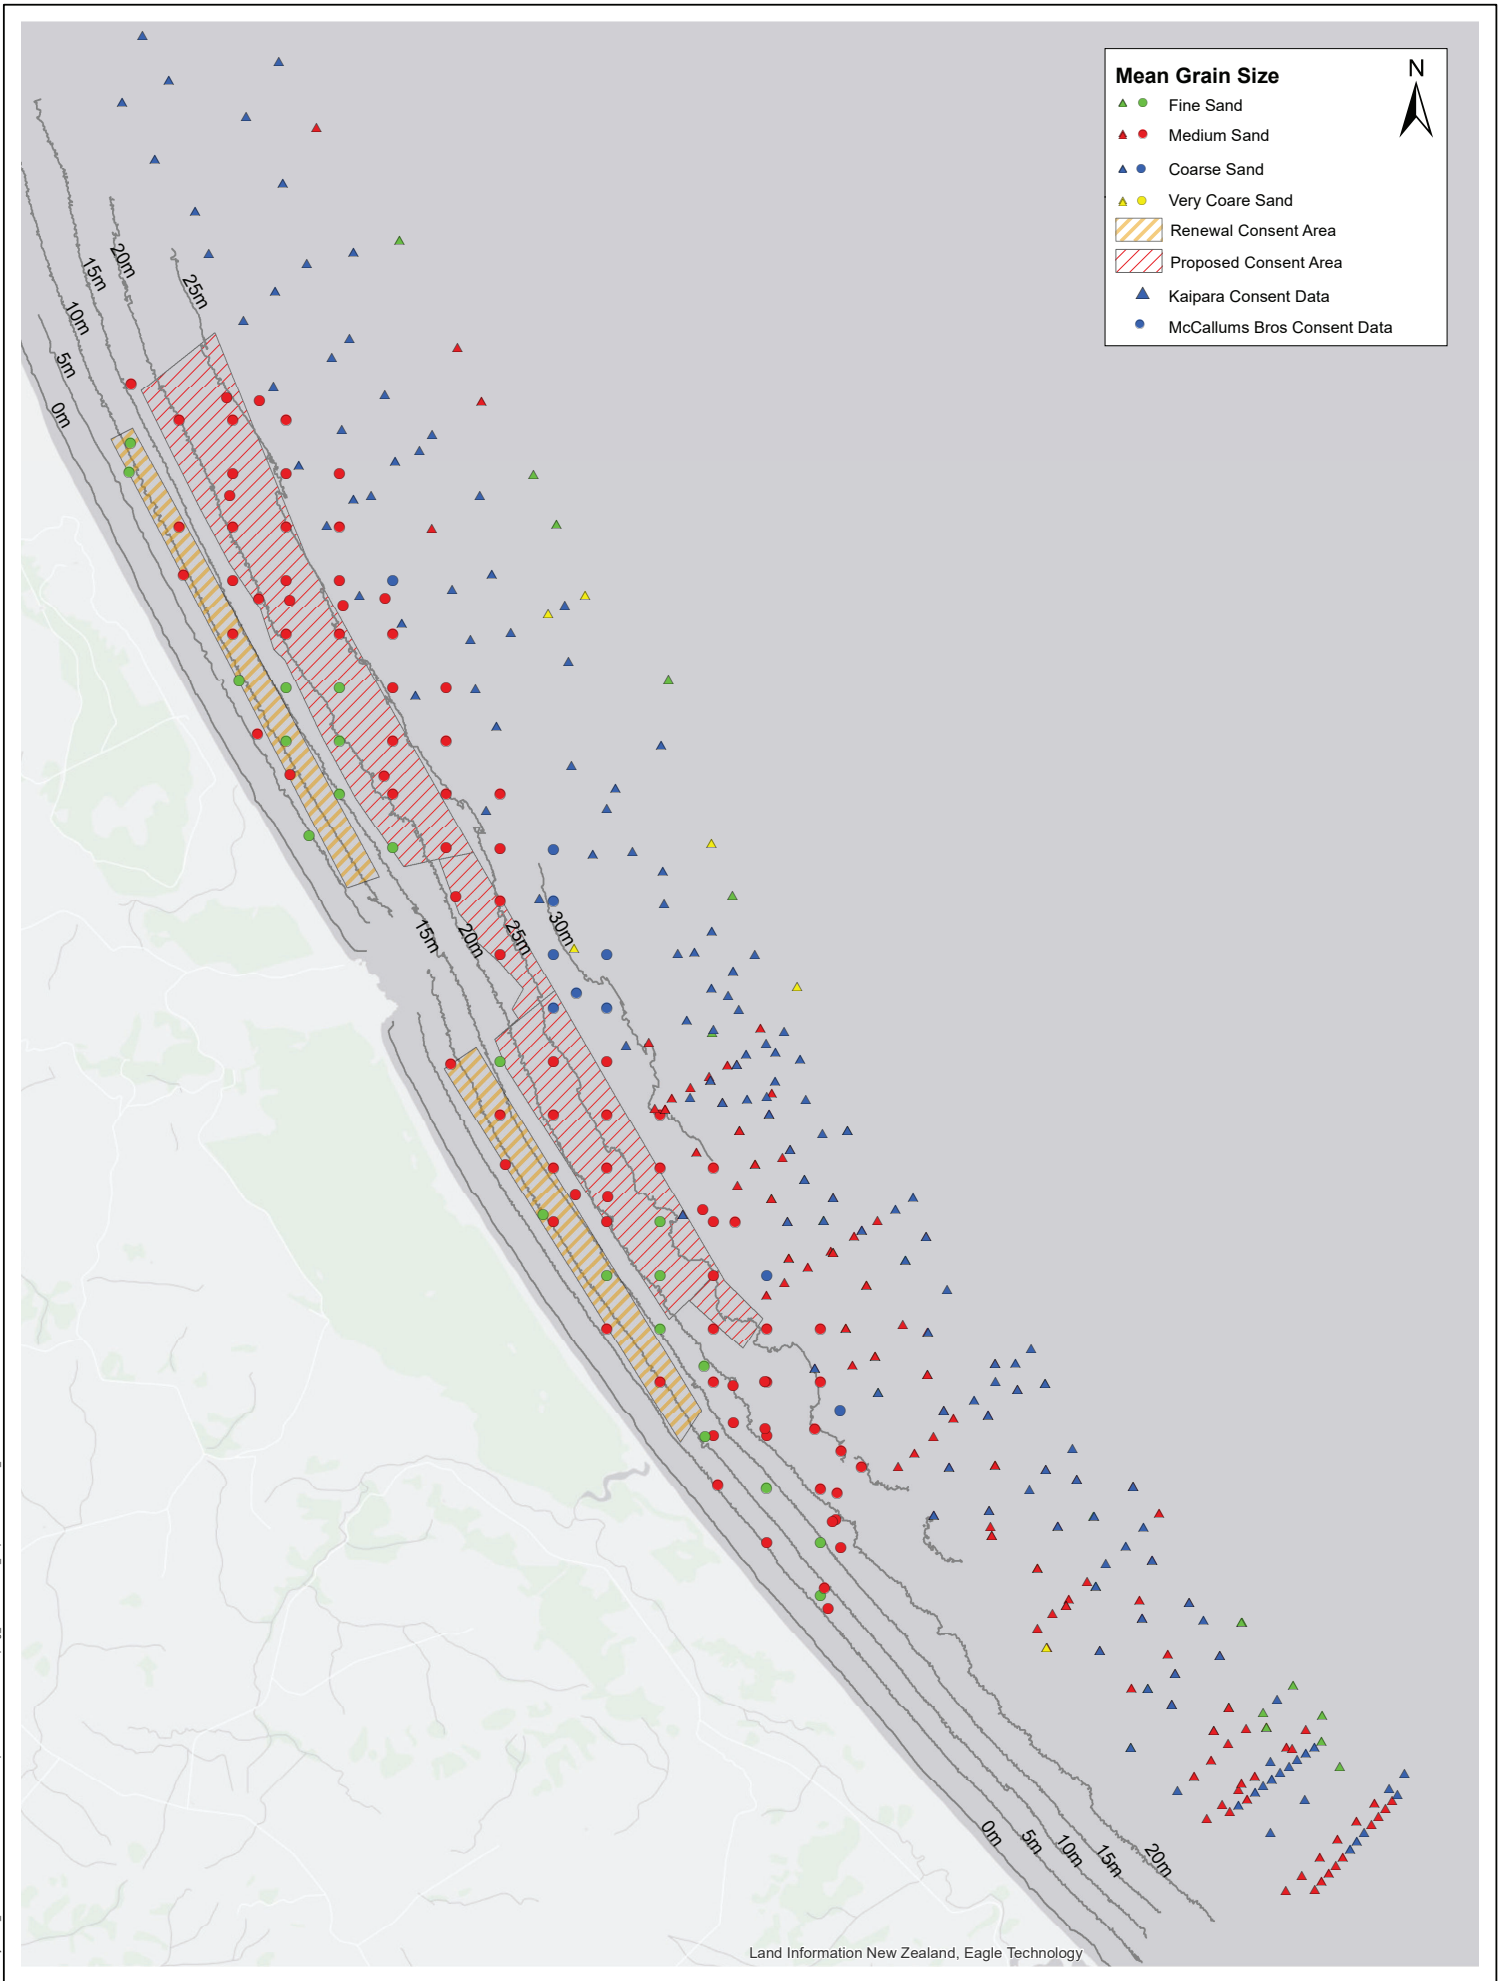 Mean Grain Size
N
Fine Sand
Medium Sand
Coarse Sand
Very Coare Sand
Renewal Consent Area
Proposed Consent Area
Kaipara Consent Data
McCallums Bros Consent Data
20m
15m
25m
10m
5m
0m
15m
20m
25m
30m
0m
5m
10m
15m
20m
Land Information New Zealand, Eagle Technology